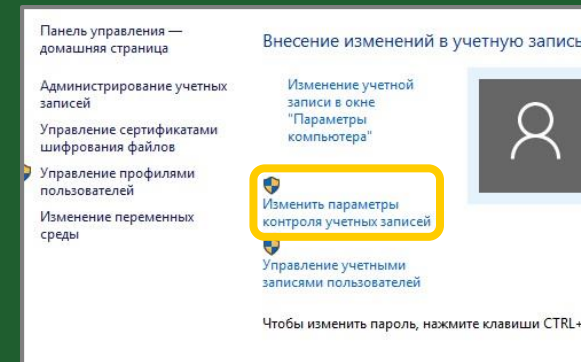 Панель управления —
домашняя страница
Администрирование учетных
записей
Управление сертификатами
шифрования файлов
Управление профилями
пользователей
Изменение переменных
среды
Внесение изменений в учетную запись
Изменение учетной
записи в окне
"Параметры
компьютера"
Изменить параметры
контроля учетных записей
Управление учетными
записями пользователей
Чтобы изменить пароль, нажмите клавиши CTRL+